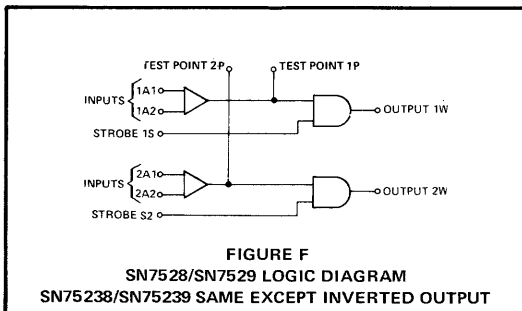 TEST POINT 2P TEST POINT 1P
1A1
INPUTS
1A2
OUTPUT 1W
STROBE 1S
2A1
INPUTS
2A2
OUTPUT 2W
STROBE S2
FIGURE F
SN7528/SN7529 LOGIC DIAGRAM
SN75238/SN75239 SAME EXCEPT INVERTED OUTPUT